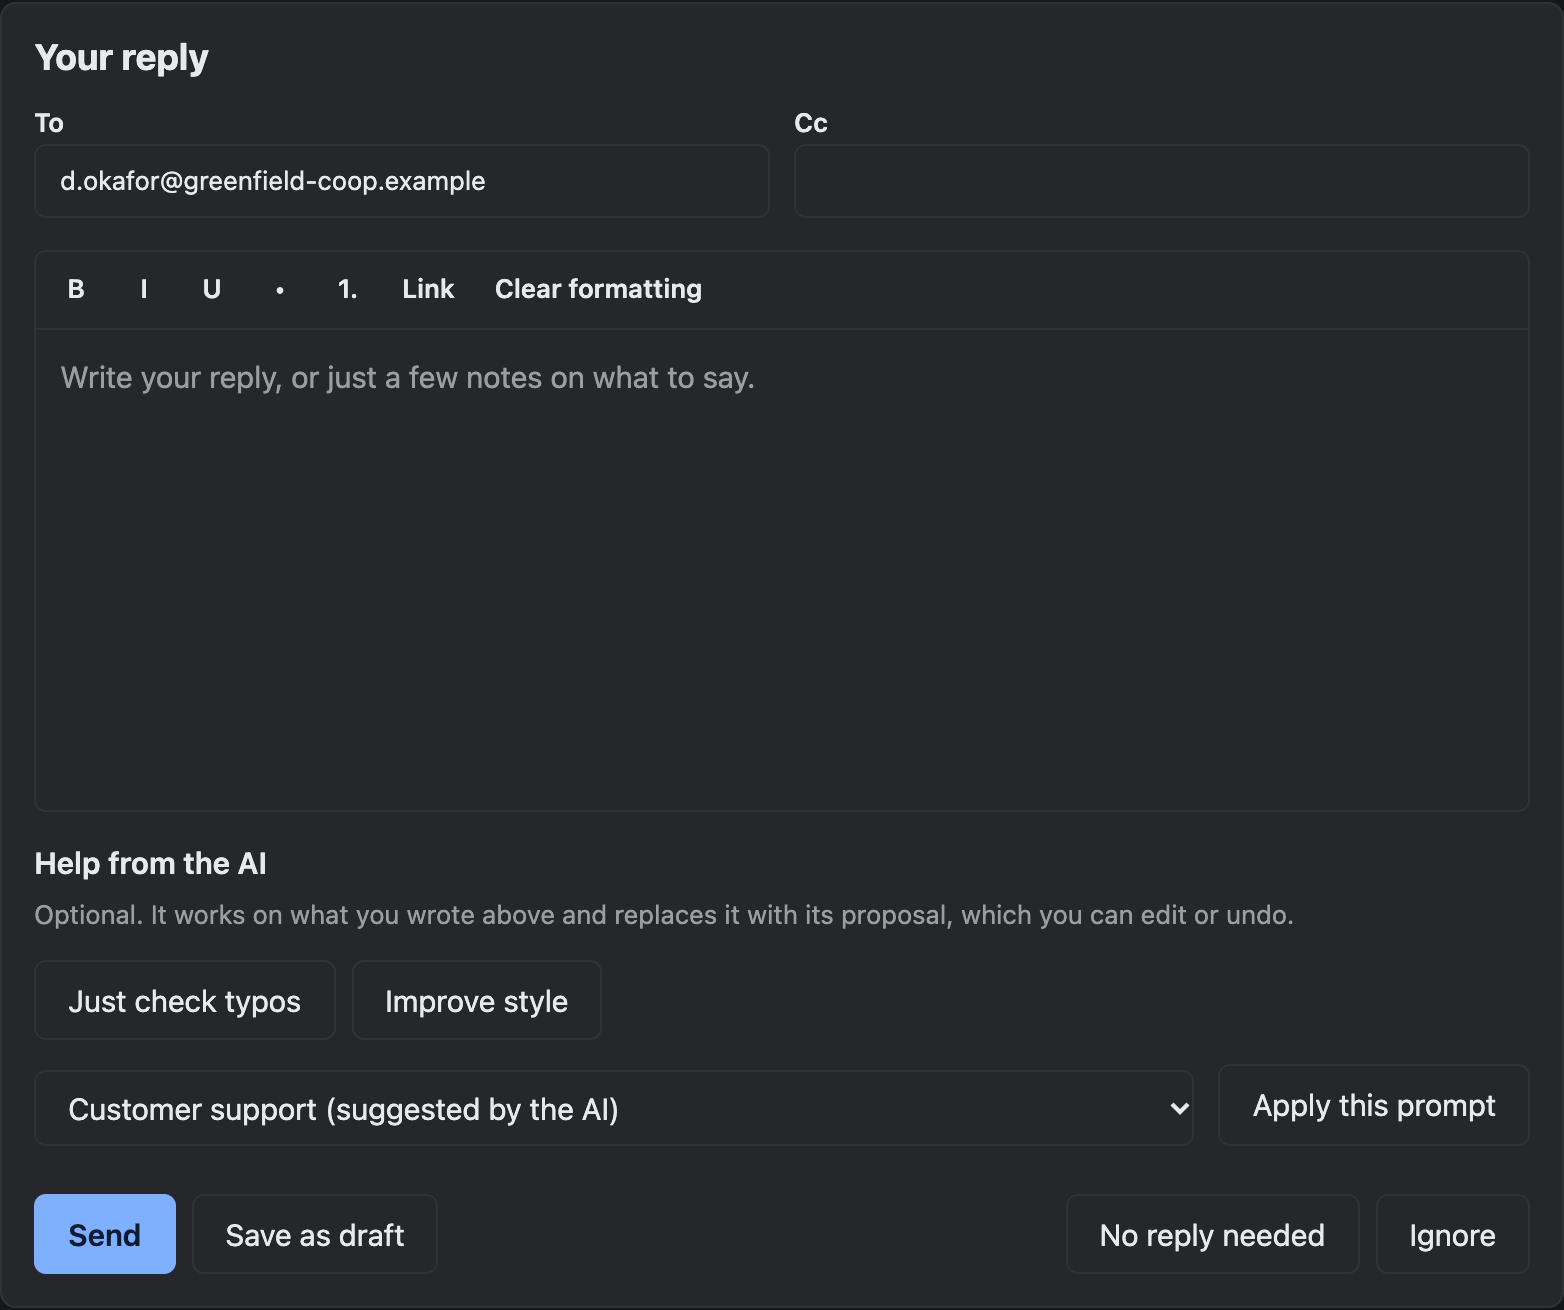 Your reply
To
Cc
d.okafor@greenfield-coop.example
B I U • 1. Link Clear formatting
Write your reply, or just a few notes on what to say.
Help from the AI
Optional. It works on what you wrote above and replaces it with its proposal, which you can edit or undo.
Just check typos
Improve style
Customer support (suggested by the AI)
Apply this prompt
Send
Save as draft
No reply needed
Ignore